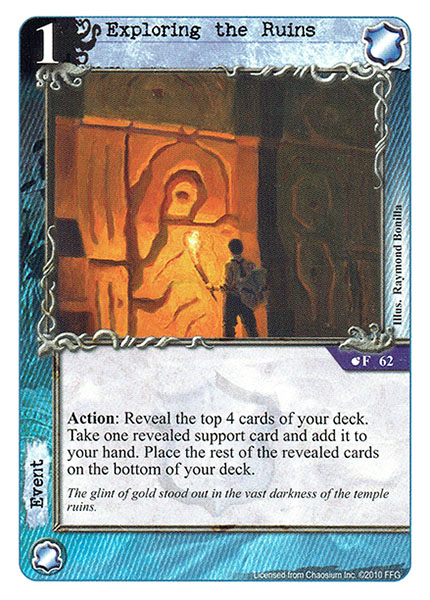 1
Exploring the Ruins
Illus. Raymond Bonilla
F 62
Action: Reveal the top 4 cards of your deck.
Take one revealed support card and add it to
your hand. Place the rest of the revealed cards
on the bottom of your deck.
The glint of gold stood out in the vast darkness of the temple
ruins.
Event
Licensed from Chaosium Inc. ©2010 FFG